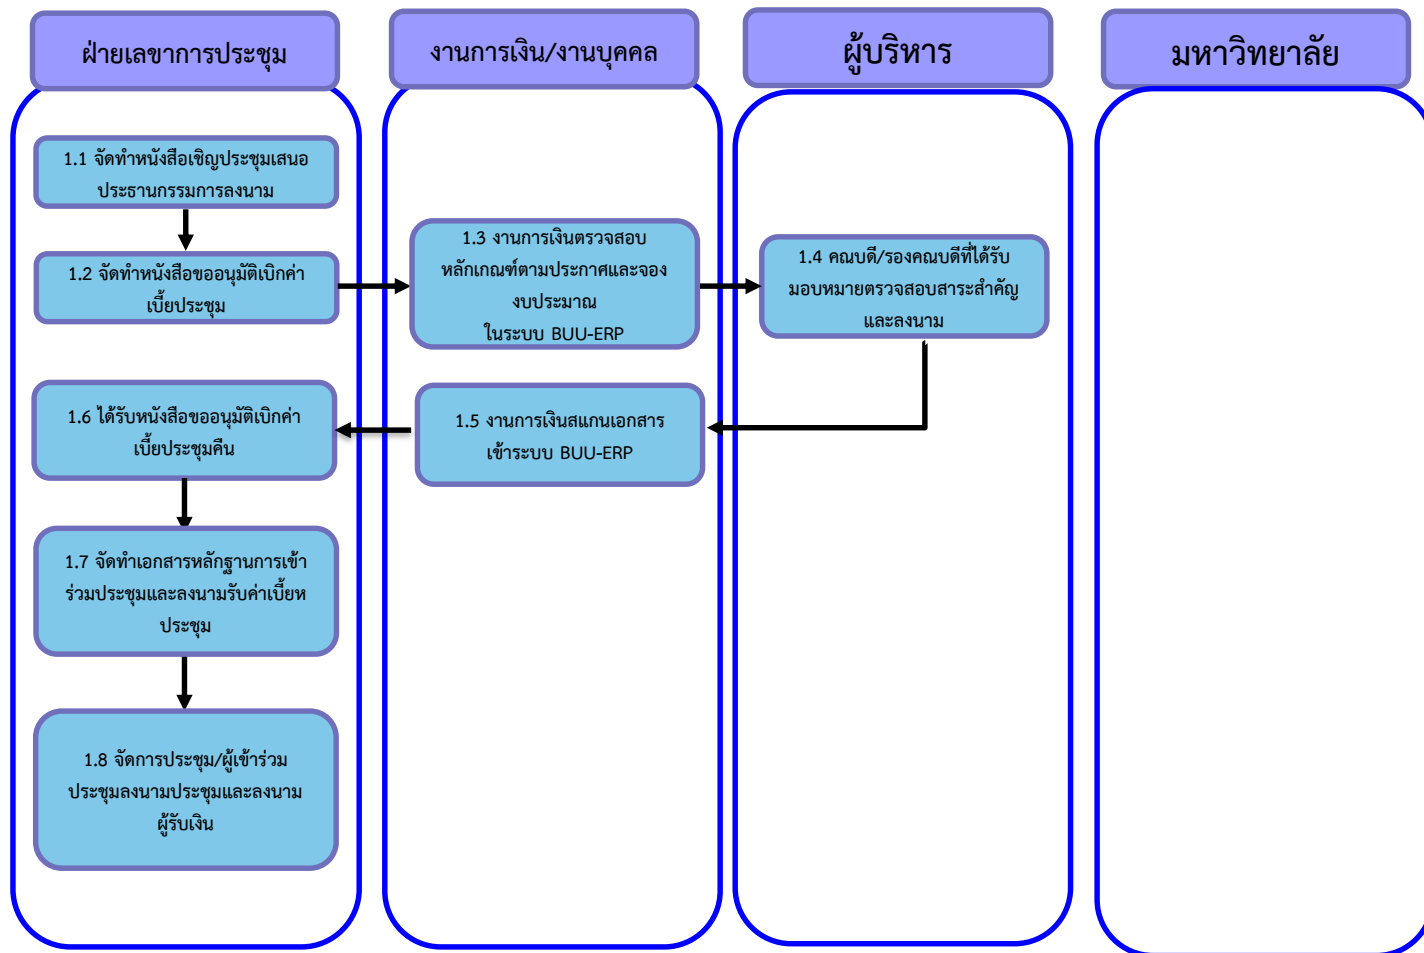 ฝ่ายเลขาการประชุม
งานการเงิน/งานบุคคล
ผู้บริหาร
มหาวิทยาลัย
1.1 จัดทำหนังสือเชิญประชุมเสนอ
ประธานกรรมการลงนาม
1.2 จัดทำหนังสือขออนุมัติเบิกค่า
เบี้ยประชุม
1.3 งานการเงินตรวจสอบ
หลักเกณฑ์ตามประกาศและจอง
งบประมาณ
ในระบบ BUU-ERP
1.4 คณบดี/รองคณบดีที่ได้รับ
มอบหมายตรวจสอบสาระสำคัญ
และลงนาม
1.5 งานการเงินสแกนเอกสาร
เข้าระบบ BUU-ERP
1.6 ได้รับหนังสือขออนุมัติเบิกค่า
เบี้ยประชุมคืน
1.7 จัดทำเอกสารหลักฐานการเข้า
ร่วมประชุมและลงนามรับค่าเบี้ยห
ประชุม
1.8 จัดการประชุม/ผู้เข้าร่วม
ประชุมลงนามประชุมและลงนาม
ผู้รับเงิน